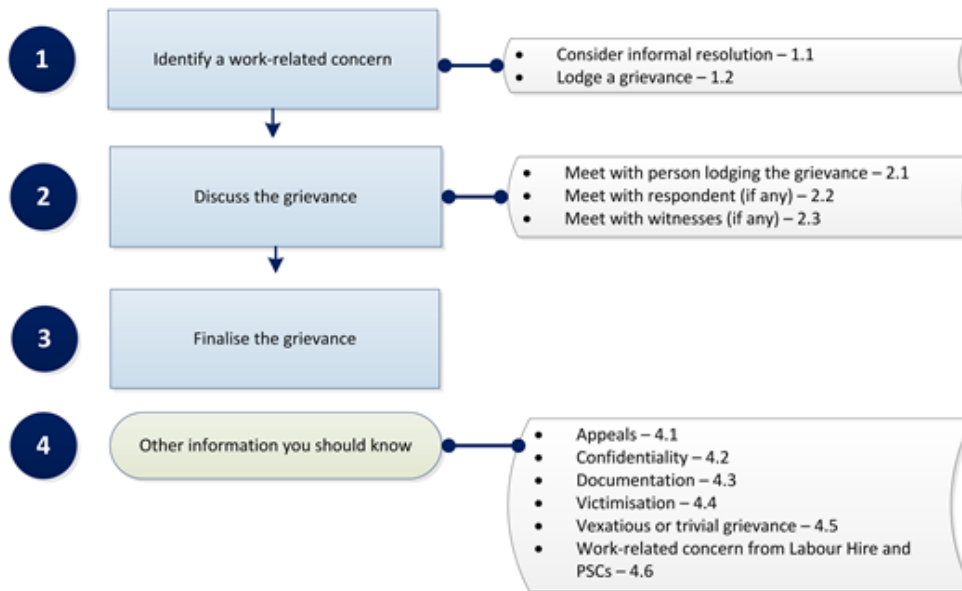 1
Identify a work-related concern
• Consider informal resolution – 1.1
• Lodge a grievance – 1.2
2
Discuss the grievance
• Meet with person lodging the grievance – 2.1
• Meet with respondent (if any) – 2.2
• Meet with witnesses (if any) – 2.3
3
Finalise the grievance
4
Other information you should know
• Appeals – 4.1
• Confidentiality – 4.2
• Documentation – 4.3
• Victimisation – 4.4
• Vexatious or trivial grievance – 4.5
• Work-related concern from Labour Hire and
PSCs – 4.6